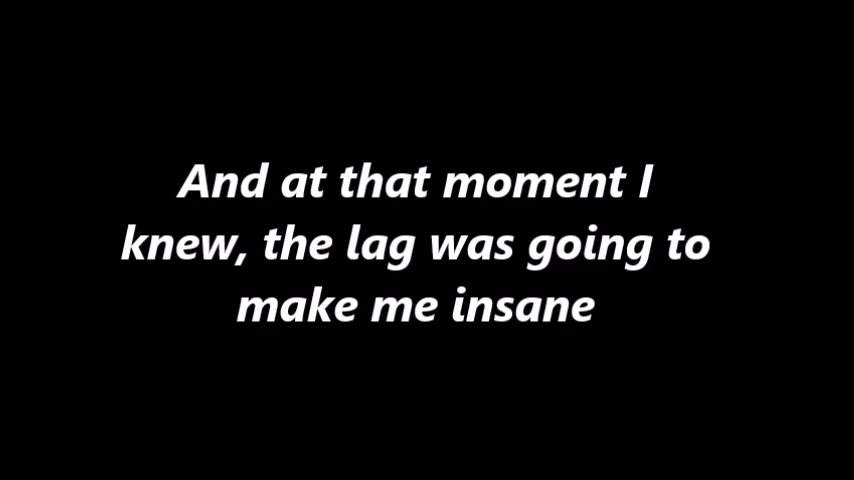 And at that moment I
knew, the lag was going to
make me insane